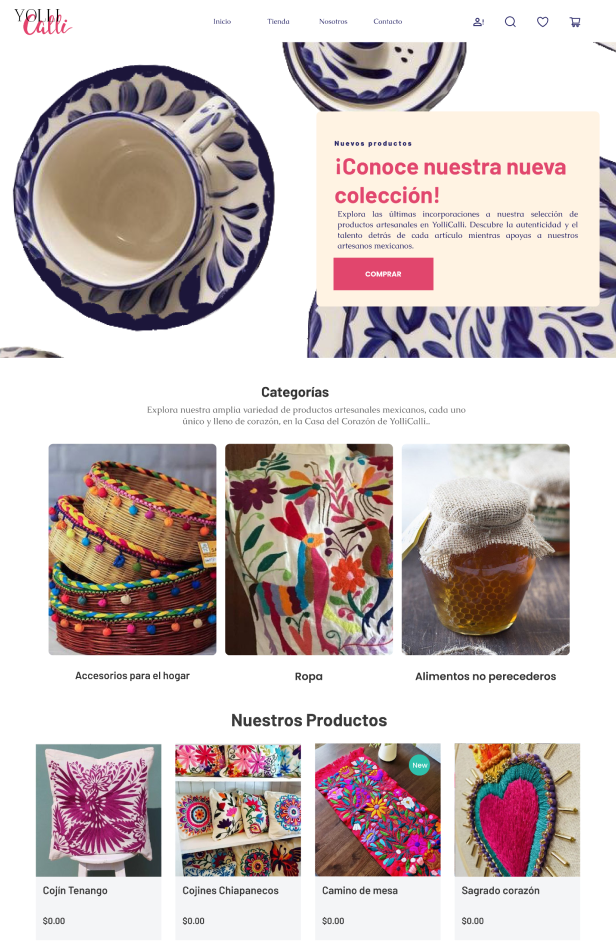 YOLLI
Calli
Inicio Tienda Nosotros Contacto
Nuevos productos
¡Conoce nuestra nueva
colección!
Explora las últimas incorporaciones a nuestra selección de
productos artesanales en YolliCalli. Descubre la autenticidad y el
talento detrás de cada artículo mientras apoyas a nuestros
artesanos mexicanos.
COMPRAR
Categorías
Explora nuestra amplia variedad de productos artesanales mexicanos, cada uno
único y lleno de corazón, en la Casa del Corazón de YolliCalli..
Accesorios para el hogar
Ropa
Alimentos no perecederos
Nuestros Productos
New
Cojín Tenango
Cojines Chiapanecos
Camino de mesa
Sagrado corazón
$0.00
$0.00
$0.00
$0.00